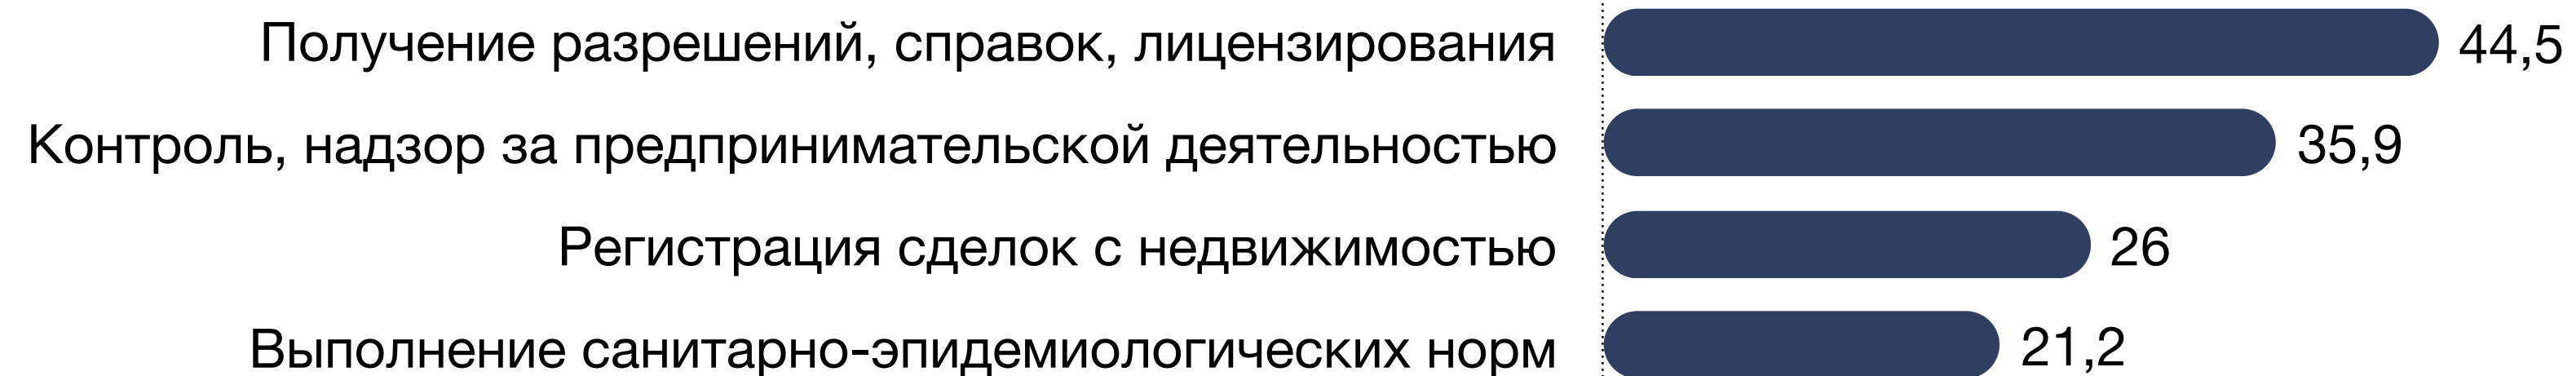 Получение разрешений, справок, лицензирования 44,5
Контроль, надзор за предпринимательской деятельностью 35,9
Регистрация сделок с недвижимостью 26
Выполнение санитарно-эпидемиологических норм 21,2